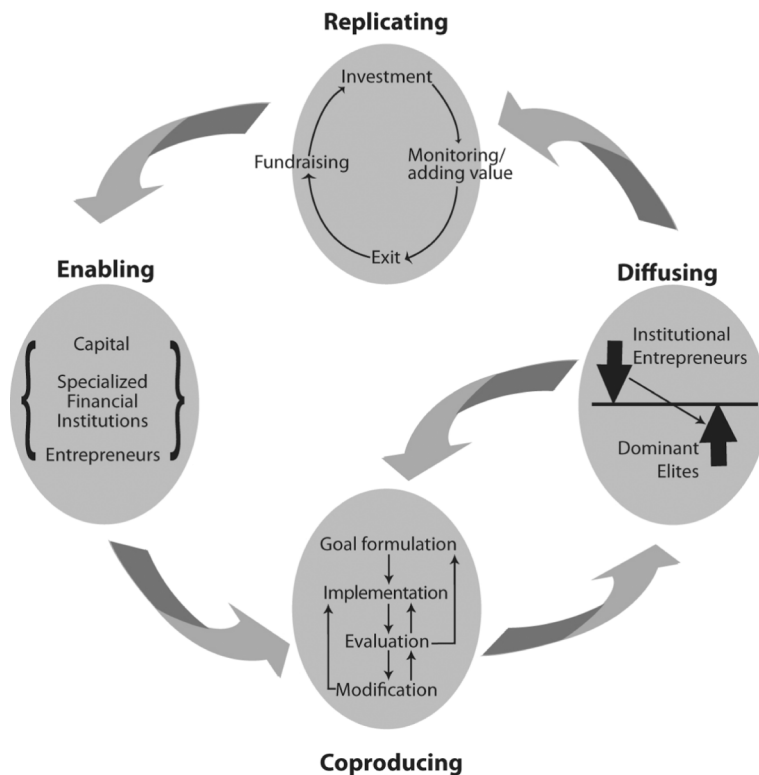 Replicating
Investment
Fundraising
Monitoring/
adding value
Exit
Enabling
Capital
Specialized
Financial
Institutions
Entrepreneurs
Diffusing
Institutional
Entrepreneurs
Dominant
Elites
Goal formulation
Implementation
Evaluation
Modification
Coproducing